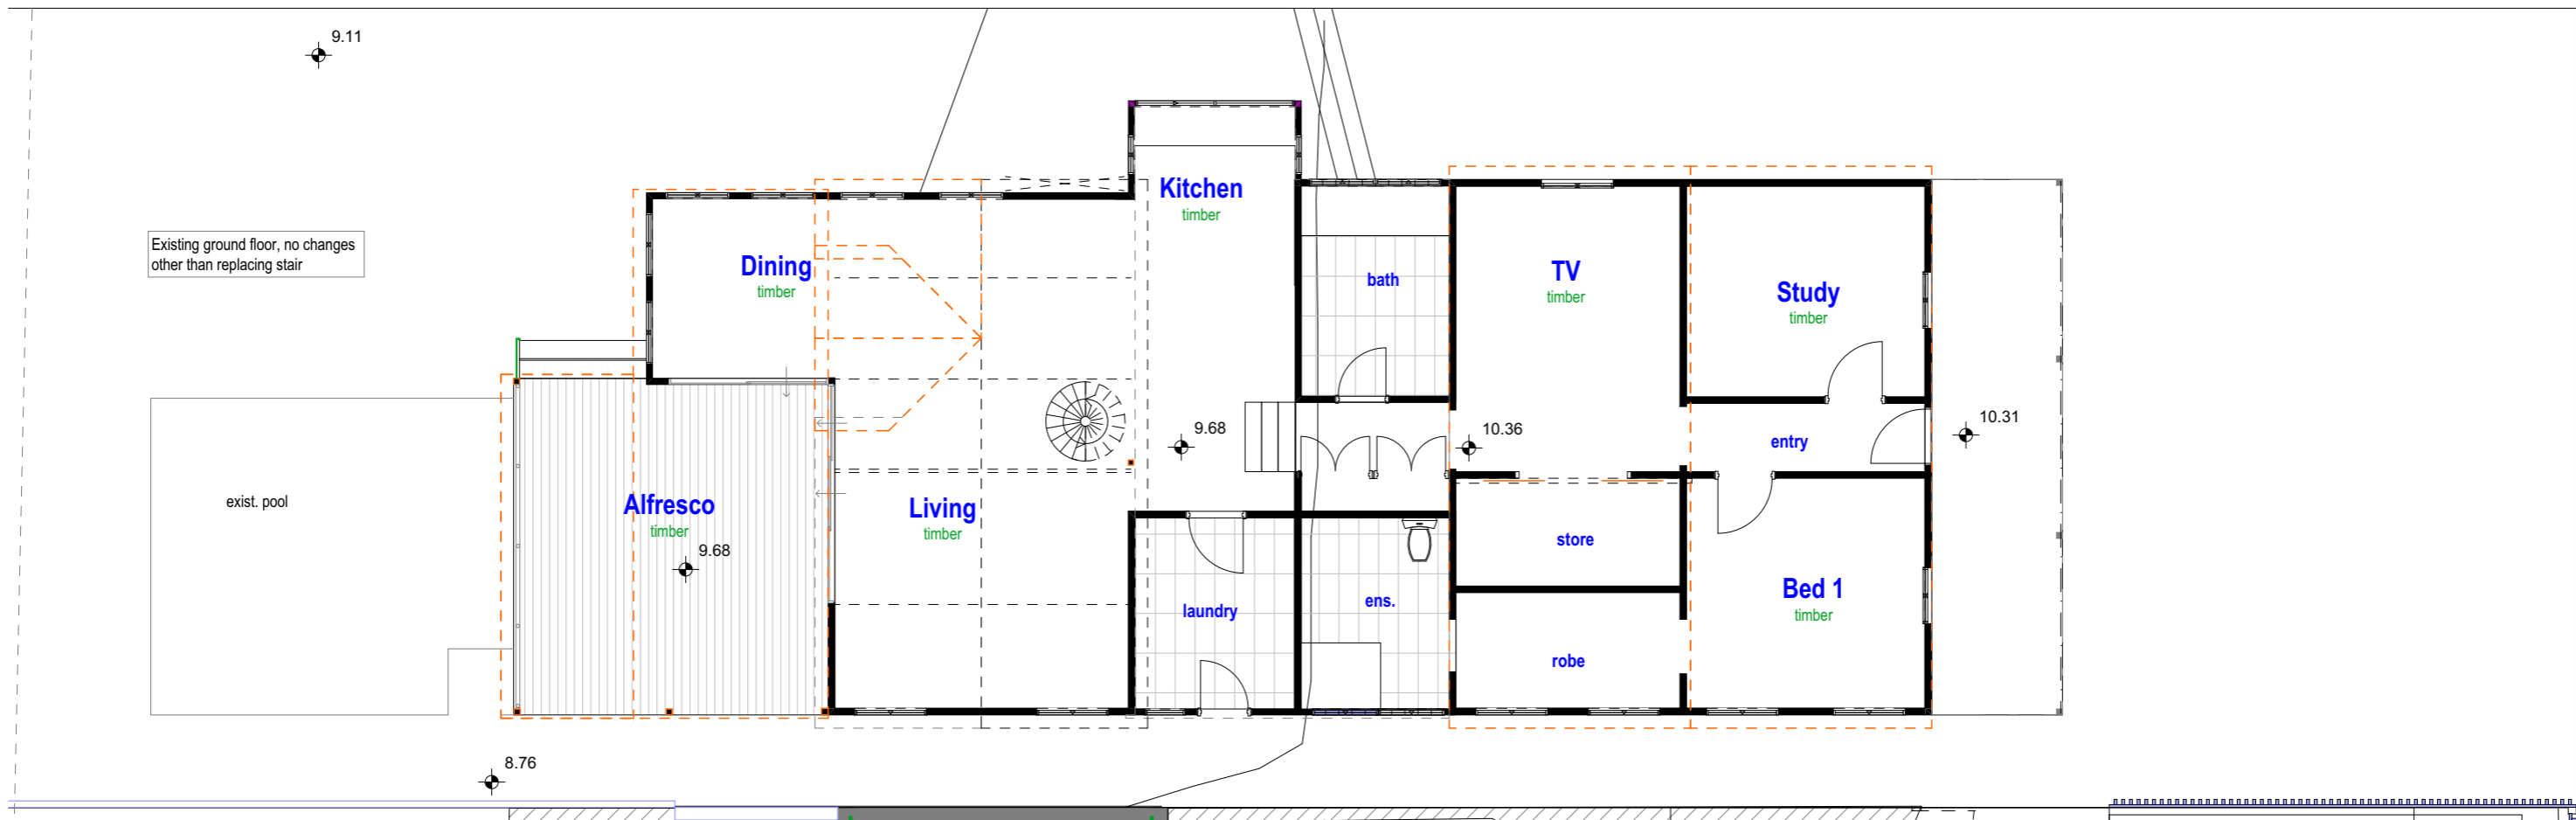 9.11
Kitchen
timber
Existing ground floor, no changes
other than replacing stair
Dining
timber
bath
TV
timber
Study
timber
9.68
10.36
10.31
entry
exist. pool
Alfresco
timber
9.68
Living
timber
store
laundry
ens.
Bed 1
timber
robe
8.76